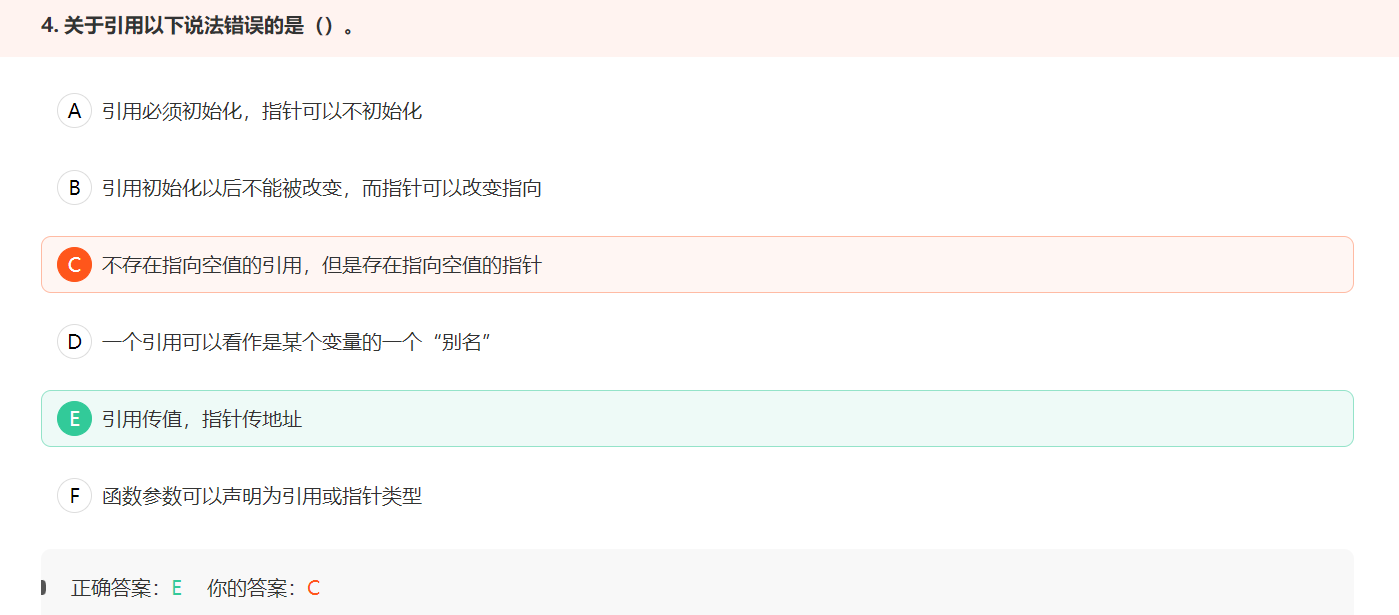 4. 关于引用以下说法错误的是（）。
A 引用必须初始化，指针可以不初始化
B 引用初始化以后不能被改变，而指针可以改变指向
C 不存在指向空值的引用，但是存在指向空值的指针
D 一个引用可以看作是某个变量的一个“别名”
E 引用传值，指针传地址
F 函数参数可以声明为引用或指针类型
正确答案：E 你的答案：C